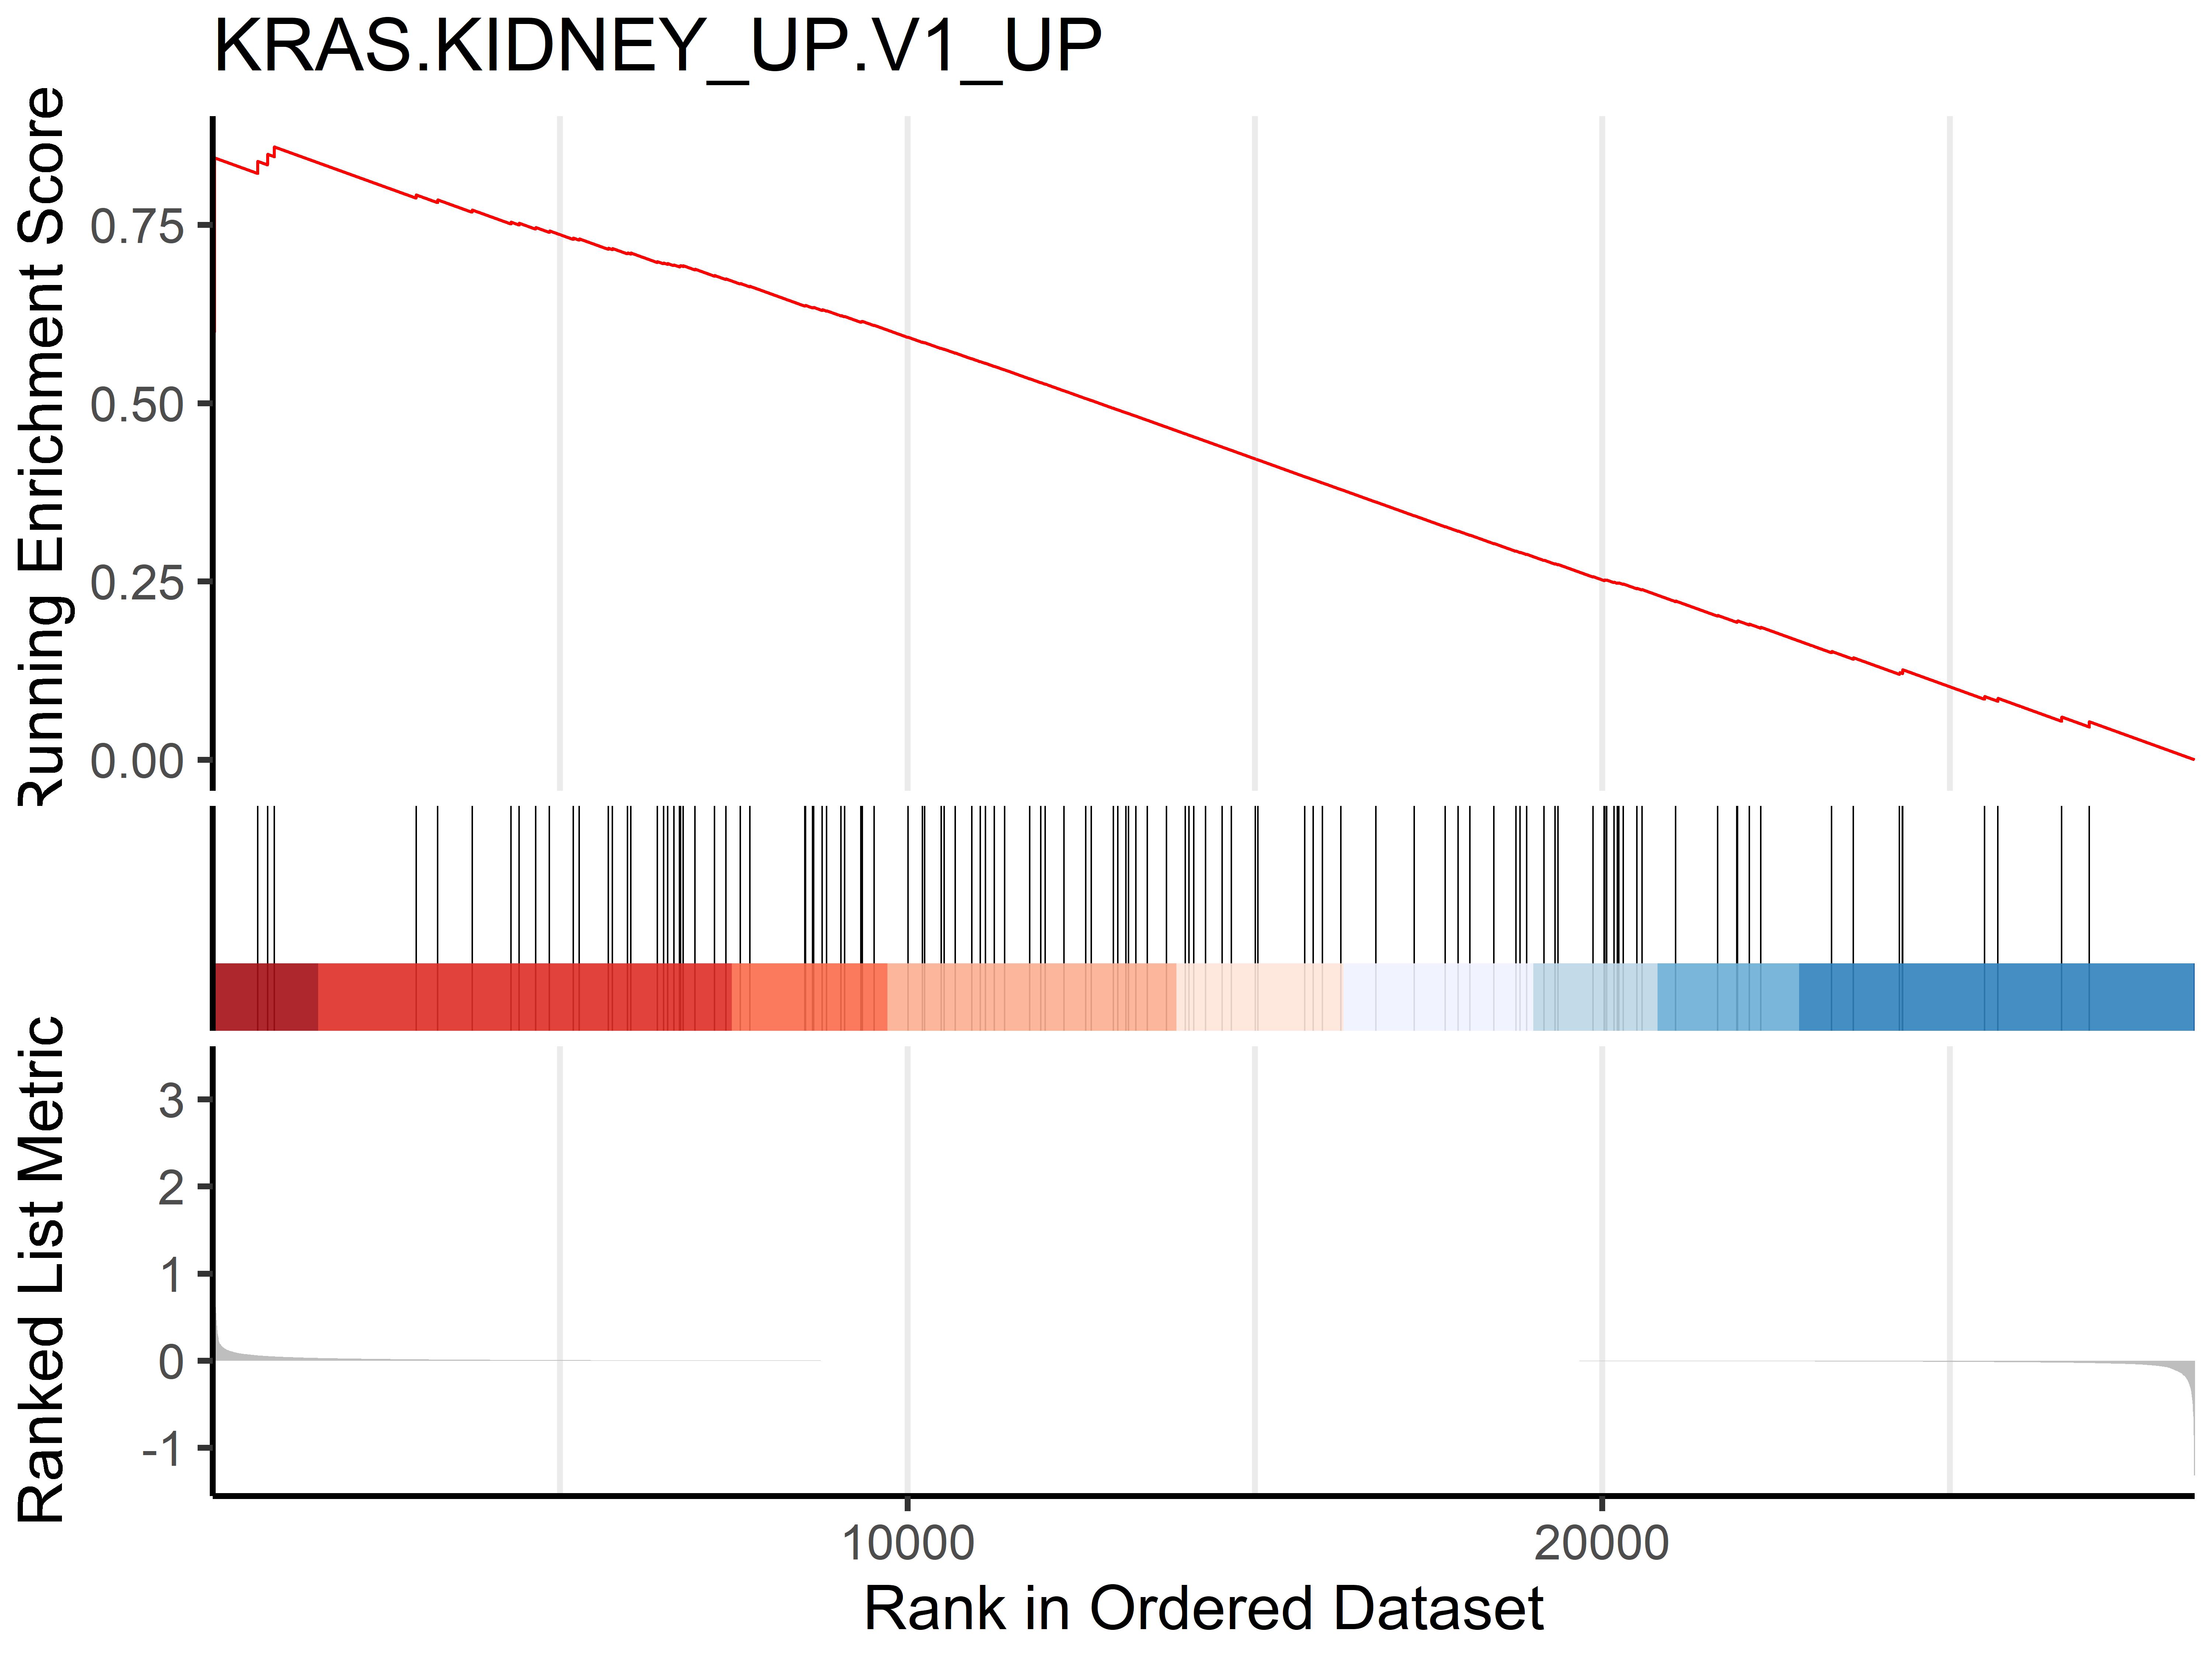 KRAS.KIDNEY_UP.V1_UP
Running Enrichment Score
0.75
0.50
0.25
0.00
Ranked List Metric
3
2
1
0
-1
10000
20000
Rank in Ordered Dataset